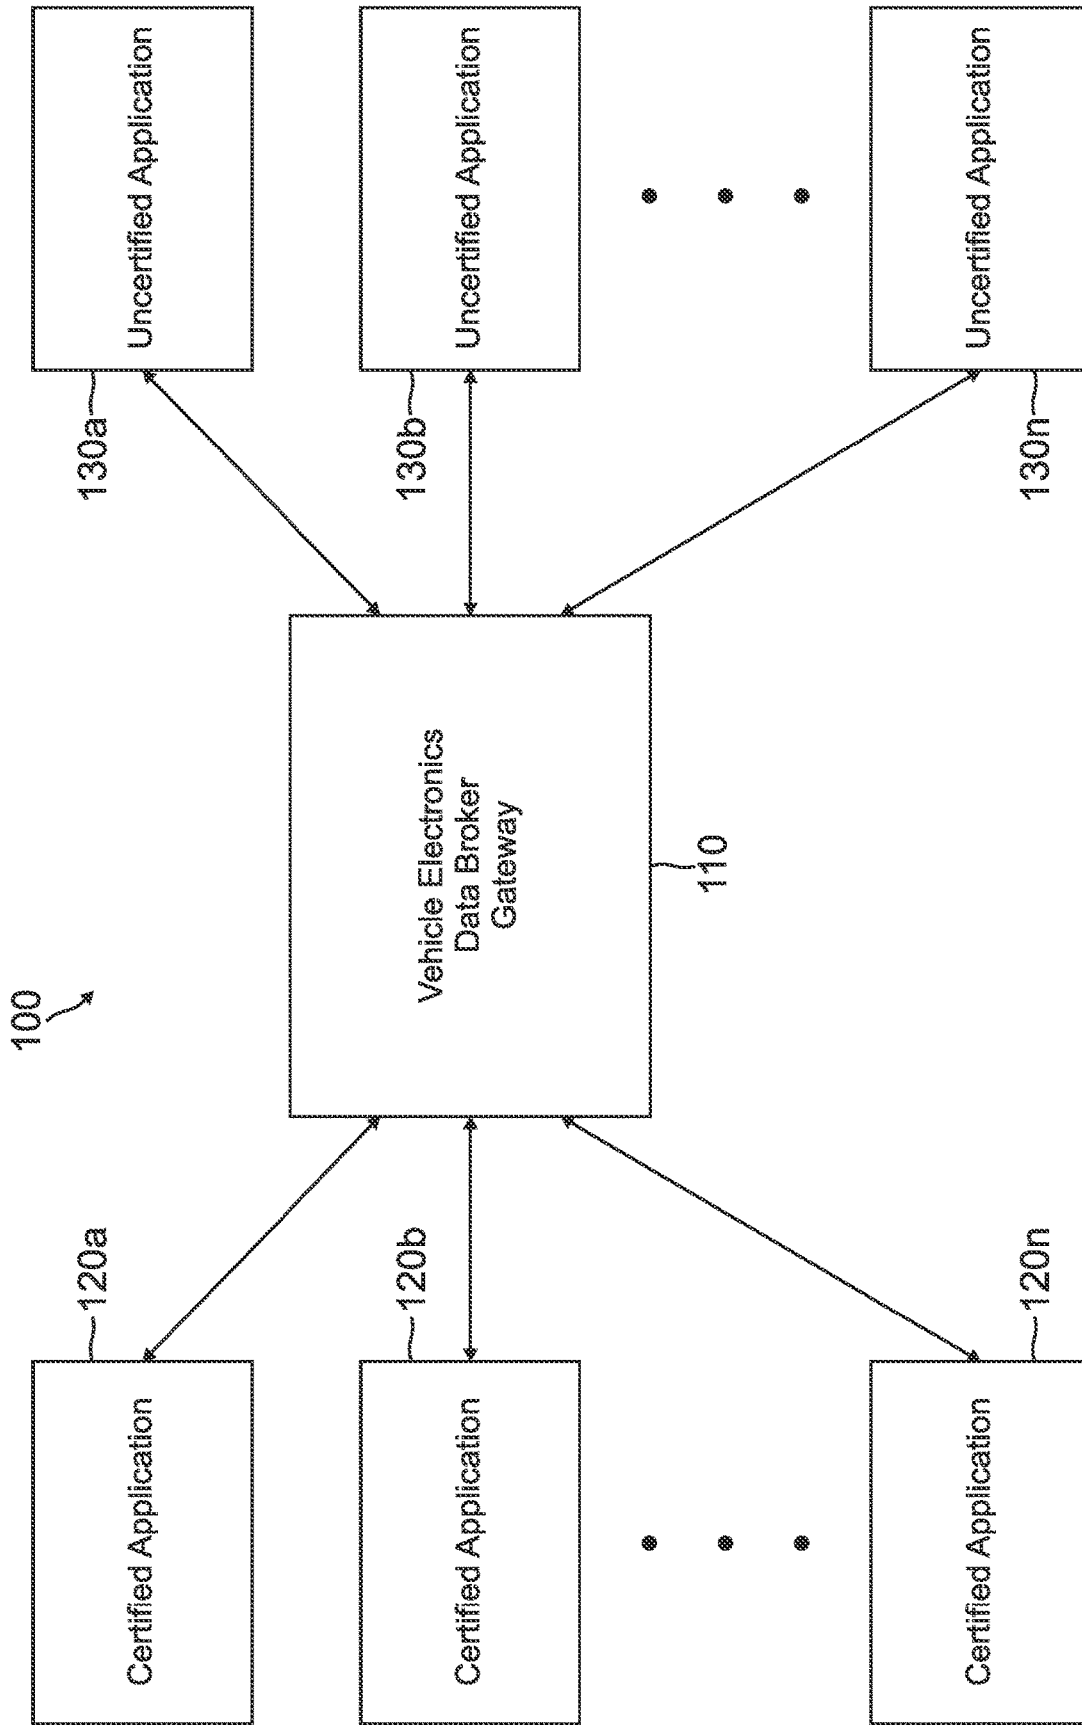 100
Certified Application
120a
Certified Application
120b
Certified Application
120n
Vehicle Electronics
Data Broker
Gateway
110
130a
Uncertified Application
130b
Uncertified Application
130n
Uncertified Application